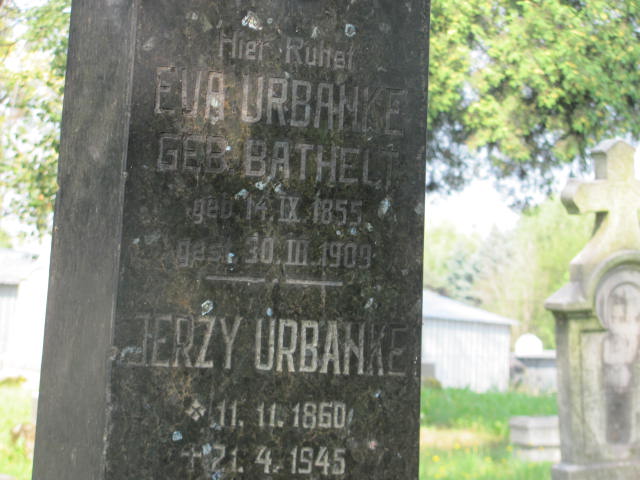 Hier Ruhet
EVA URBANKE
GEB. BATHELT
geb. 14. IX. 1855
gest. 30. III. 1909
JERZY URBANKE
* 11. 11. 1860
+ 21. 4. 1945